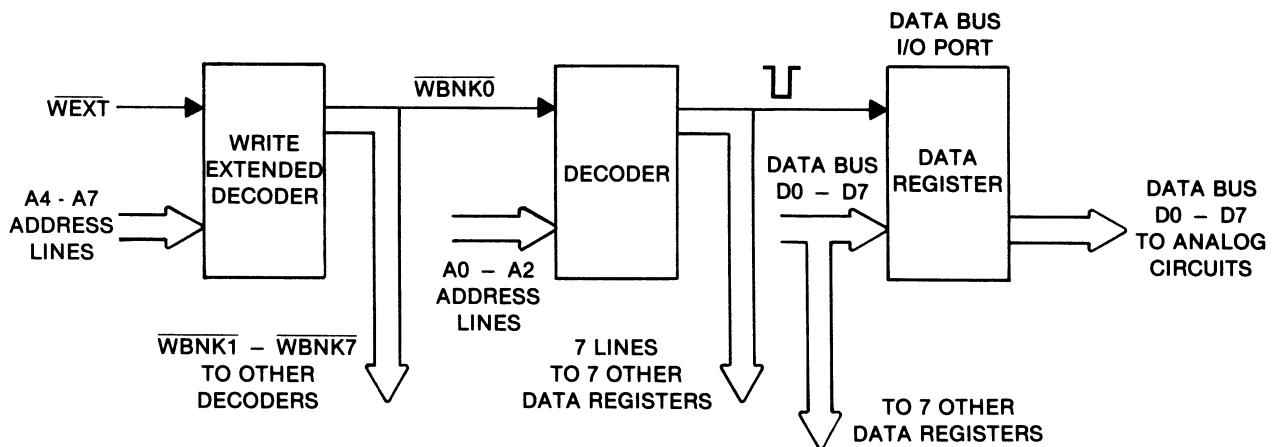 DATA BUS
I/O PORT
WEXT
WRITE
EXTENDED
DECODER
WBNK0
DECODER
DATA
REGISTER
DATA BUS
D0 – D7
A4 - A7
ADDRESS
LINES
A0 – A2
ADDRESS
LINES
DATA BUS
D0 – D7
TO ANALOG
CIRCUITS
WBNK1 – WBNK7
TO OTHER
DECODERS
7 LINES
TO 7 OTHER
DATA REGISTERS
TO 7 OTHER
DATA REGISTERS